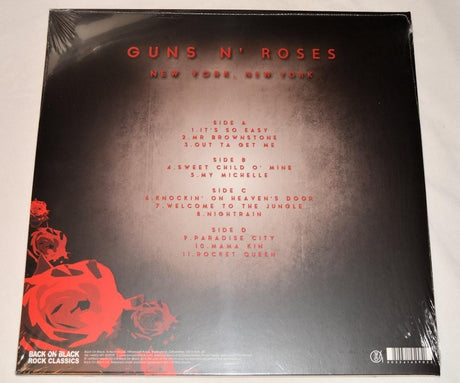 GUNS N' ROSES
NEW YORK, NEW YORK
SIDE A
1.IT'S SO EASY
2.MR BROWNSTONE
3.OUT TA GET ME
SIDE B
4.SWEET CHILD O' MINE
5.MY MICHELLE
SIDE C
6.KNOCKIN' ON HEAVEN'S DOOR
7.WELCOME TO THE JUNGLE
8.NIGHTRAIN
SIDE D
9.PARADISE CITY
10.MAMA KIN
11.ROCKET QUEEN
BACK ON BLACK
ROCK CLASSICS